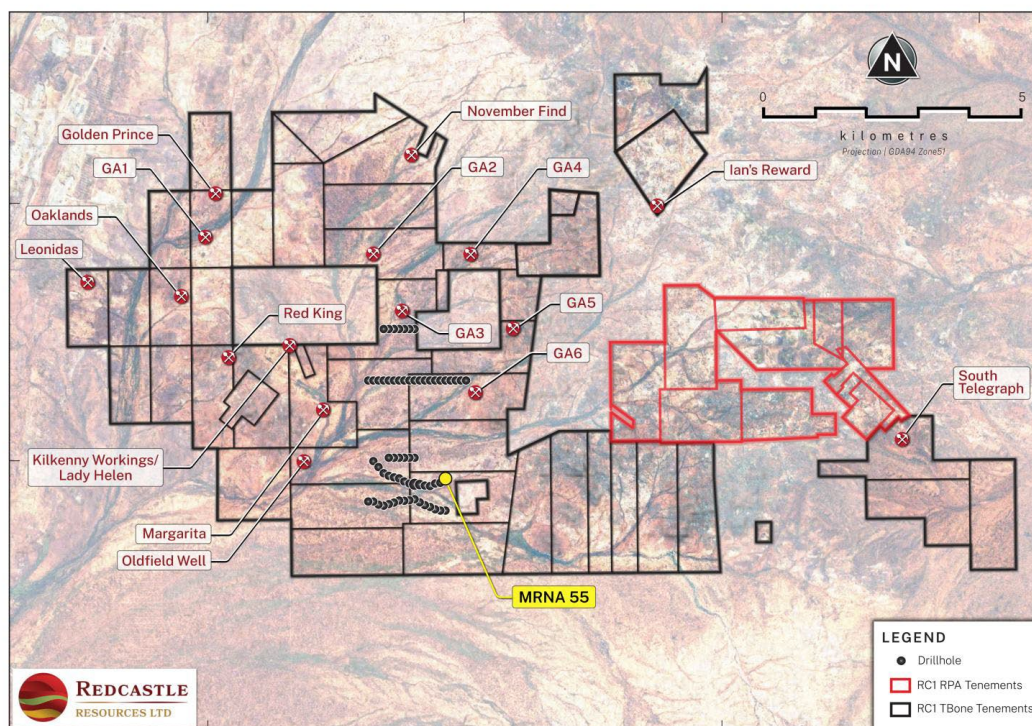 November Find
Golden Prince
GA1
GA2
GA4
Ian's Reward
Oaklands
Leonidas
Red King
GA3
GA5
GA6
South
Telegraph
Kilkenny Workings/
Lady Helen
Margarita
Oldfield Well
MRNA 55
N
0
5
kilometres
Projection | GDA94 Zone51
REDCASTLE
RESOURCES LTD
LEGEND
Drillhole
RC1 RPA Tenements
RC1 TBone Tenements